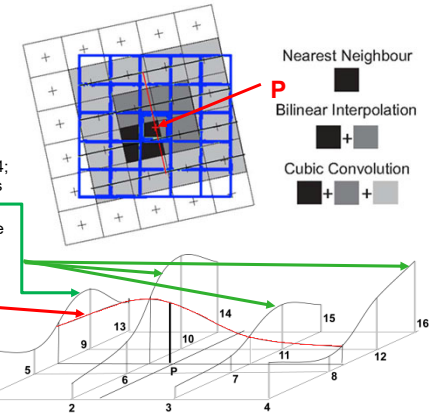 Nearest Neighbour
P
Bilinear Interpolation
+
4;
Cubic Convolution
s
+ +
e
14
16
13
15
9
10
12
11
5
P
6
7
8
2
3
4